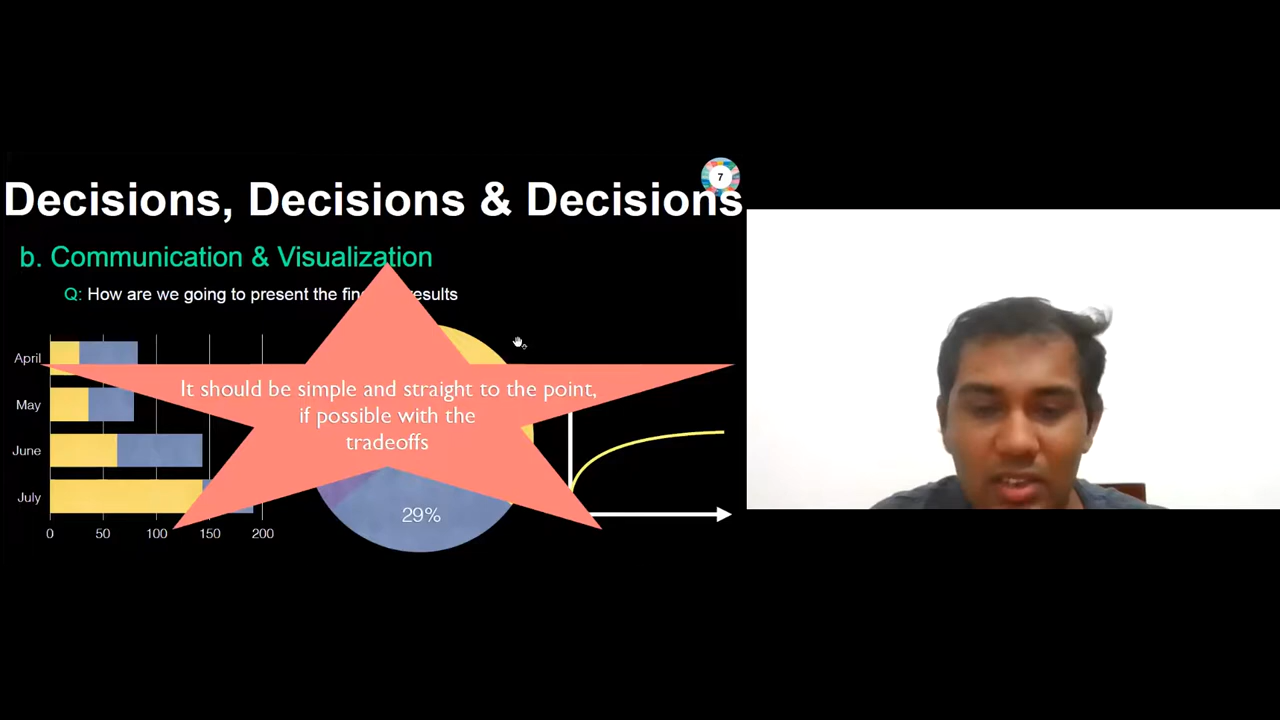 7
Decisions, Decisions & Decisions
b. Communication & Visualization
Q: How are we going to present the fin results
April
May
June
July
0 50 100 150 200
It should be simple and straight to the point,
if possible with the
tradeoffs
29%